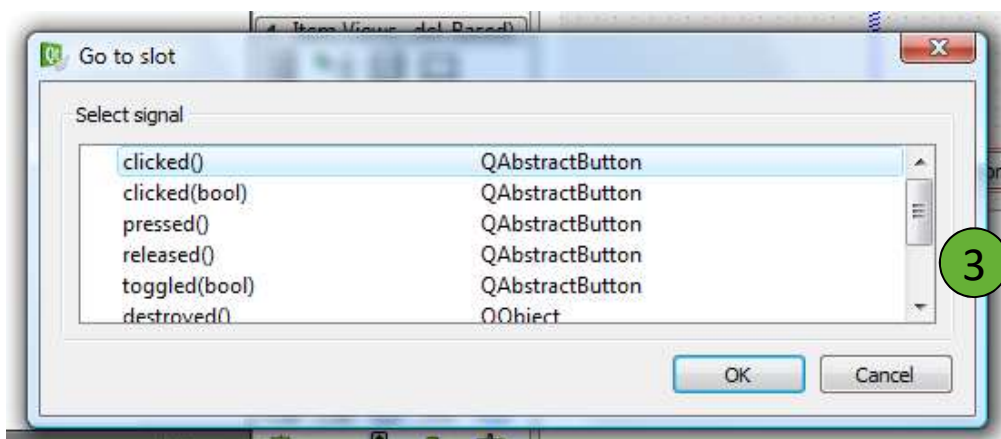 Go to slot
Select signal
clicked() QAbstractButton
clicked(bool) QAbstractButton
pressed() QAbstractButton
released() QAbstractButton
toggled(bool) QAbstractButton
destroyed() QObject
3
OK Cancel